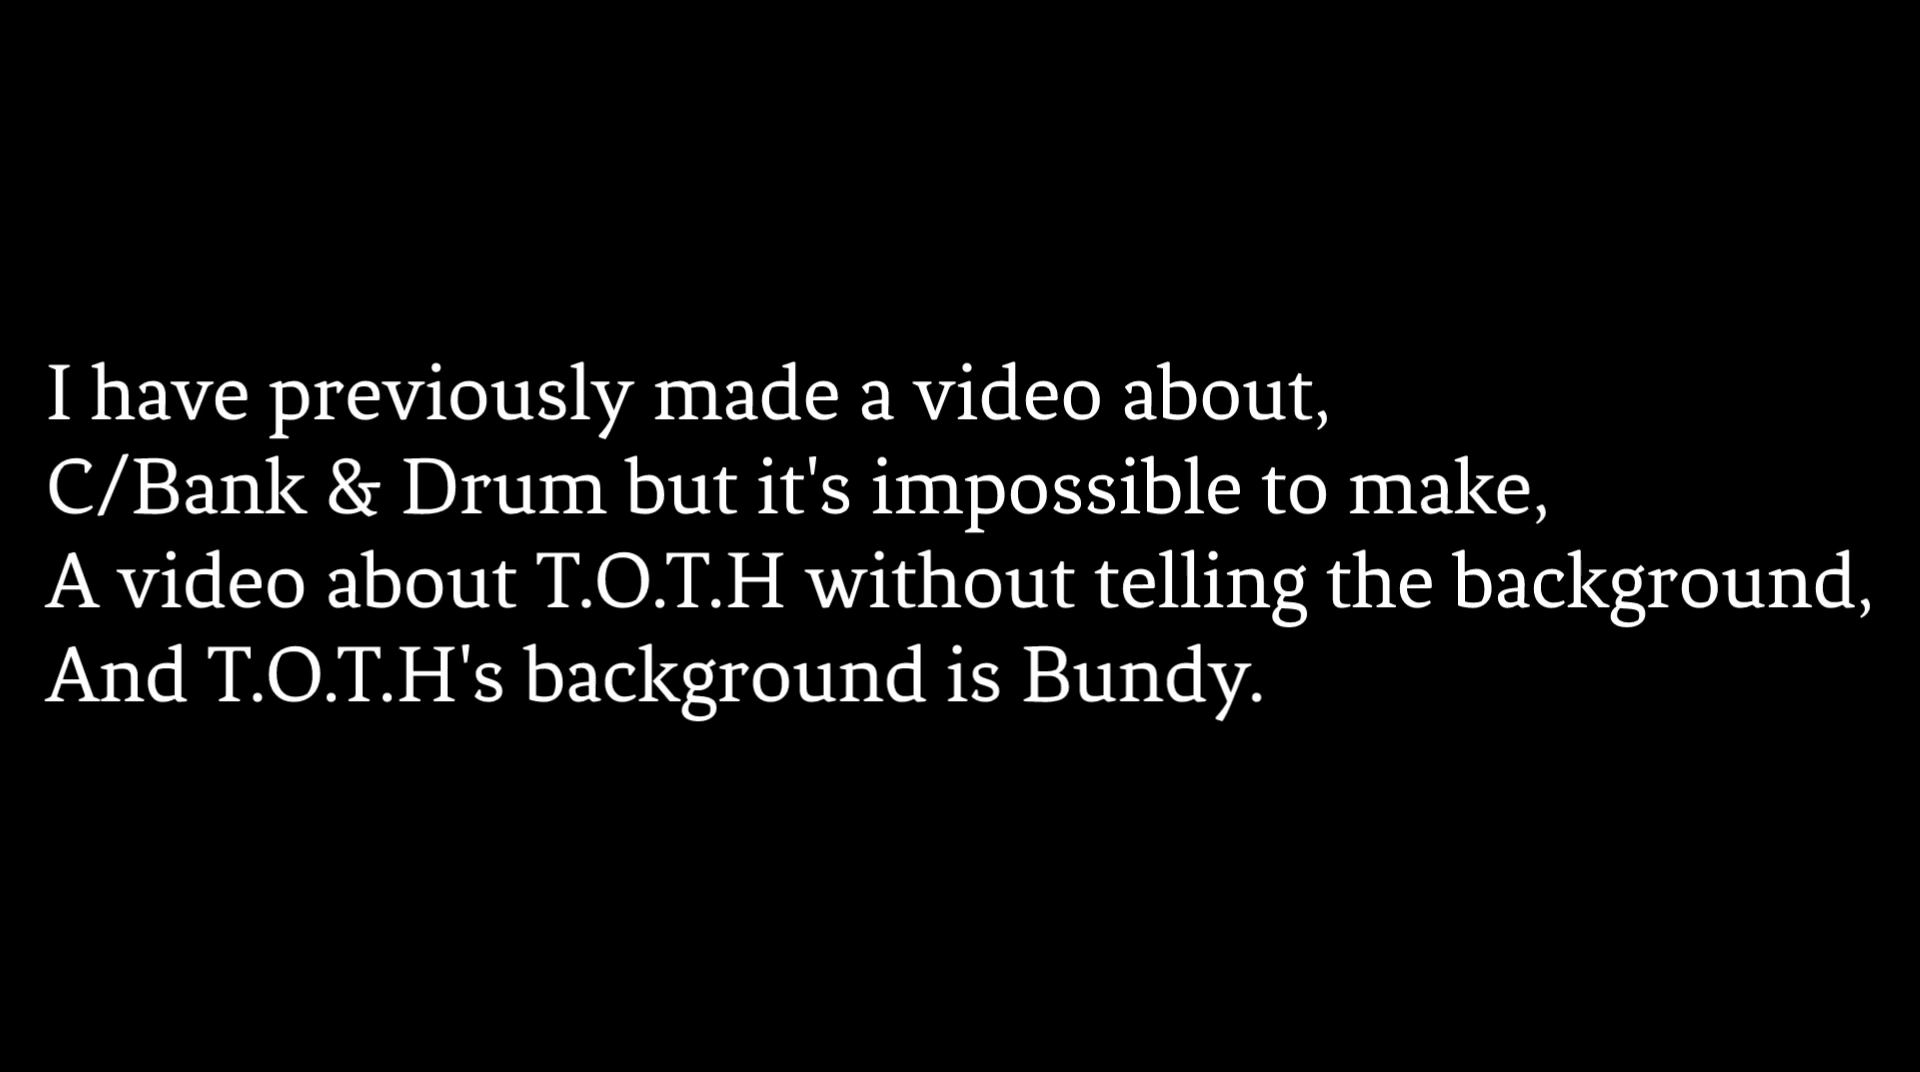 I have previously made a video about,
C/Bank & Drum but it's impossible to make,
A video about T.O.T.H without telling the background,
And T.O.T.H's background is Bundy.